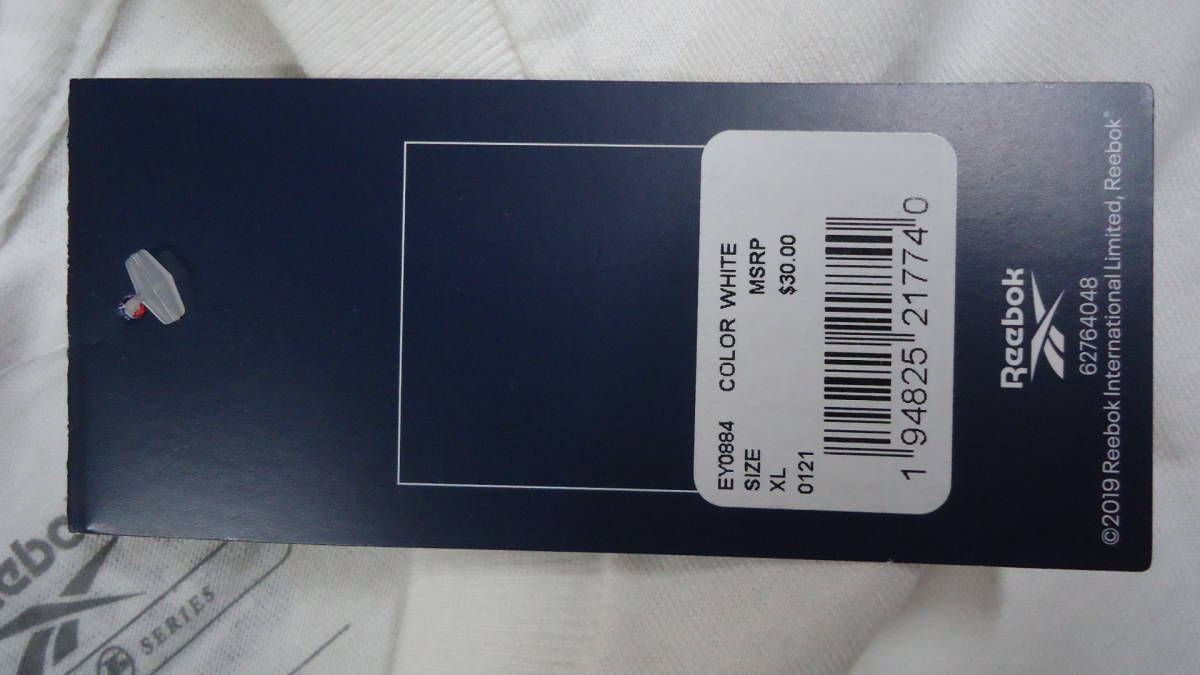 EY0884 COLOR WHITE
SIZE MSRP
XL $30.00
0121
1 94825 21774 0
Reebok
62764048
©2019 Reebok International Limited, Reebok™
SERIES